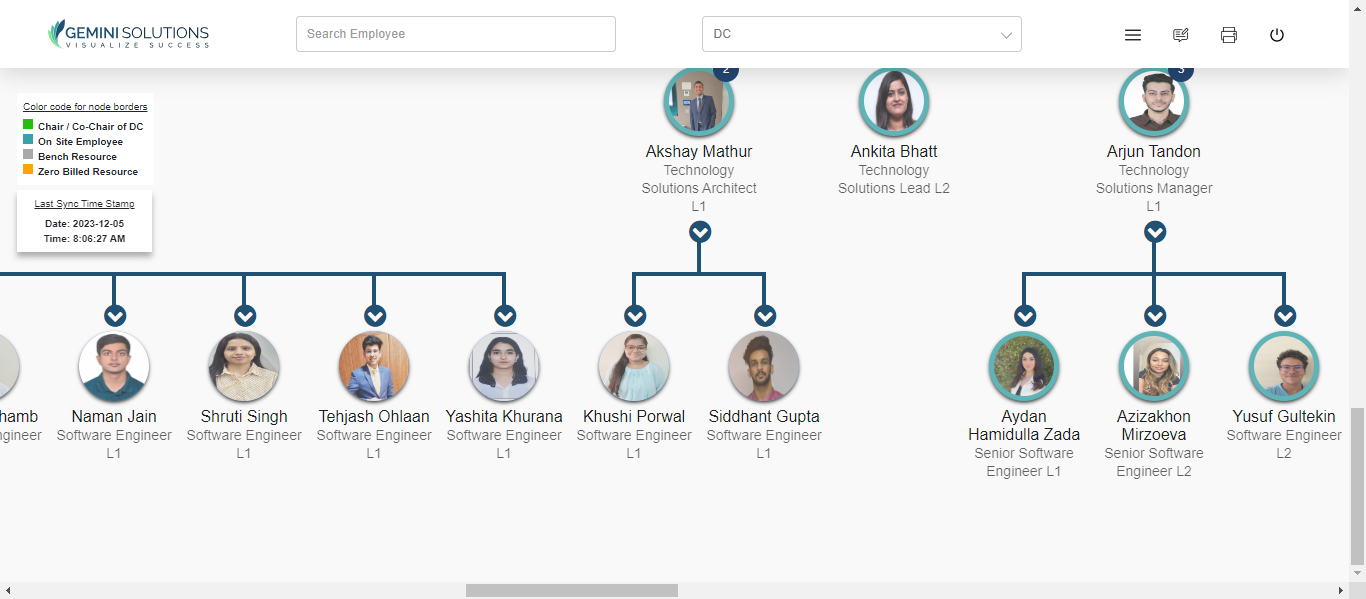 GEMINI SOLUTIONS
VISUALIZE SUCCESS
Search Employee
DC
Color code for node borders
Chair / Co-Chair of DC
On Site Employee
Bench Resource
Zero Billed Resource
Last Sync Time Stamp
Date: 2023-12-05
Time: 8:06:27 AM
2
Akshay Mathur
Technology
Solutions Architect
L1
Ankita Bhatt
Technology
Solutions Lead L2
3
Arjun Tandon
Technology
Solutions Manager
L1
hamb
ngineer
Naman Jain
Software Engineer
L1
Shruti Singh
Software Engineer
L1
Tehjash Ohlaan
Software Engineer
L1
Yashita Khurana
Software Engineer
L1
Khushi Porwal
Software Engineer
L1
Siddhant Gupta
Software Engineer
L1
Aydan
Hamidulla Zada
Senior Software
Engineer L1
Azizakhon
Mirzoeva
Senior Software
Engineer L2
Yusuf Gultekin
Software Engineer
L2